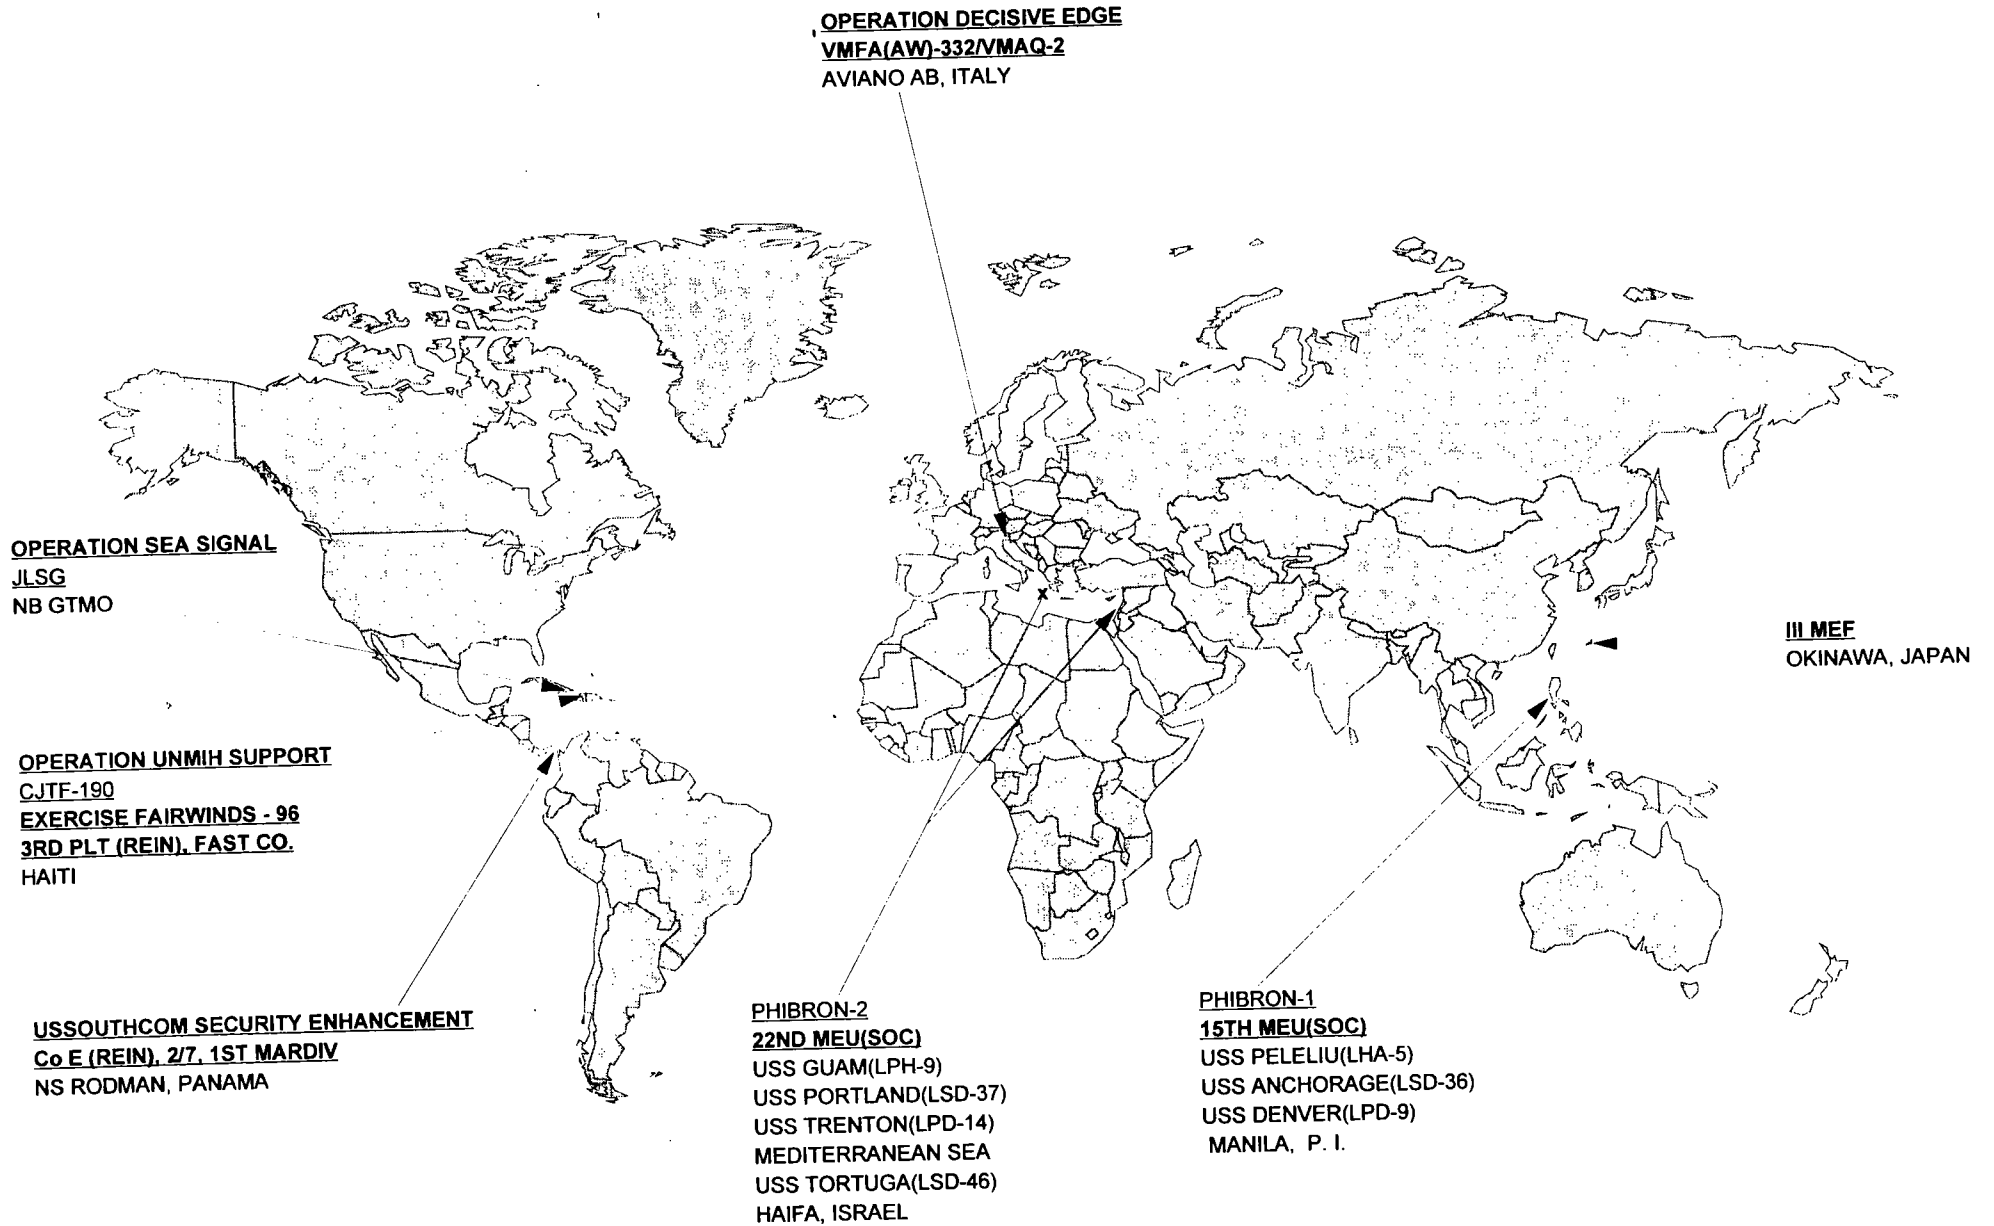 OPERATION DECISIVE EDGE
VMFA(AW)-332/VMAQ-2
AVIANO AB, ITALY
OPERATION SEA SIGNAL
JLSG
NB GTMO
III MEF
OKINAWA, JAPAN
OPERATION UNMIH SUPPORT
CJTF-190
EXERCISE FAIRWINDS - 96
3RD PLT (REIN), FAST CO.
HAITI
USSOUTHCOM SECURITY ENHANCEMENT
Co E (REIN), 2/7, 1ST MARDIV
NS RODMAN, PANAMA
PHIBRON-2
22ND MEU(SOC)
USS GUAM(LPH-9)
USS PORTLAND(LSD-37)
USS TRENTON(LPD-14)
MEDITERRANEAN SEA
USS TORTUGA(LSD-46)
HAIFA, ISRAEL
PHIBRON-1
15TH MEU(SOC)
USS PELELIU(LHA-5)
USS ANCHORAGE(LSD-36)
USS DENVER(LPD-9)
MANILA, P. I.